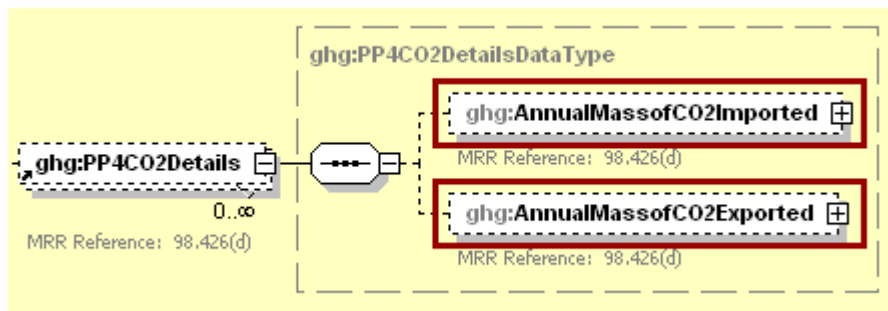 ghg:PP4CO2DetailsDataType
ghg:AnnualMassofCO2Imported
MRR Reference: 98.426(d)
ghg:PP4CO2Details
0..∞
MRR Reference: 98.426(d)
ghg:AnnualMassofCO2Exported
MRR Reference: 98.426(d)